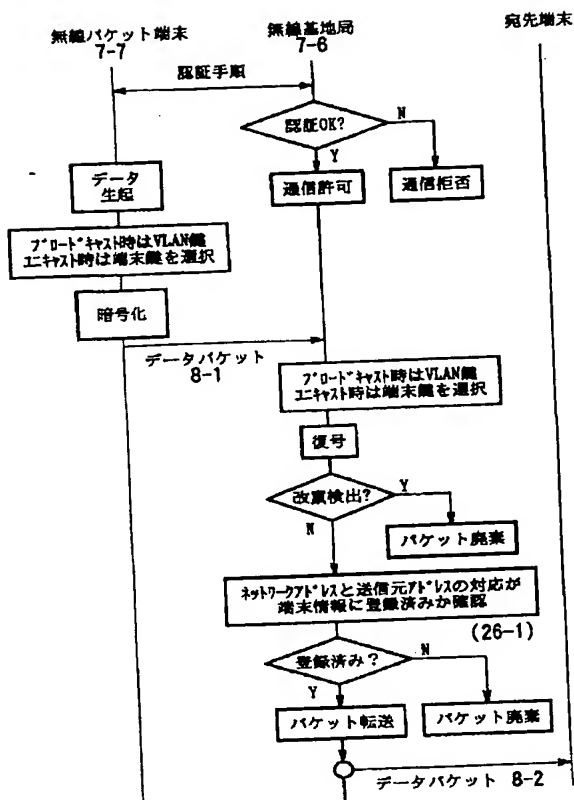 無線パケット端末
7-7
無線基地局
7-6
宛先端末
認証手順
認証OK?
N
Y
通信許可
通信拒否
データ
生起
ブロードキャスト時はVLAN鍵
ユニキャスト時は端末鍵を選択
暗号化
データパケット
8-1
ブロードキャスト時はVLAN鍵
ユニキャスト時は端末鍵を選択
復号
改竄検出?
Y
N
パケット廃棄
ネットワークアドレスと送信元アドレスの対応が
端末情報に登録済みか確認
(26-1)
登録済み?
N
Y
パケット転送
パケット廃棄
データパケット 8-2